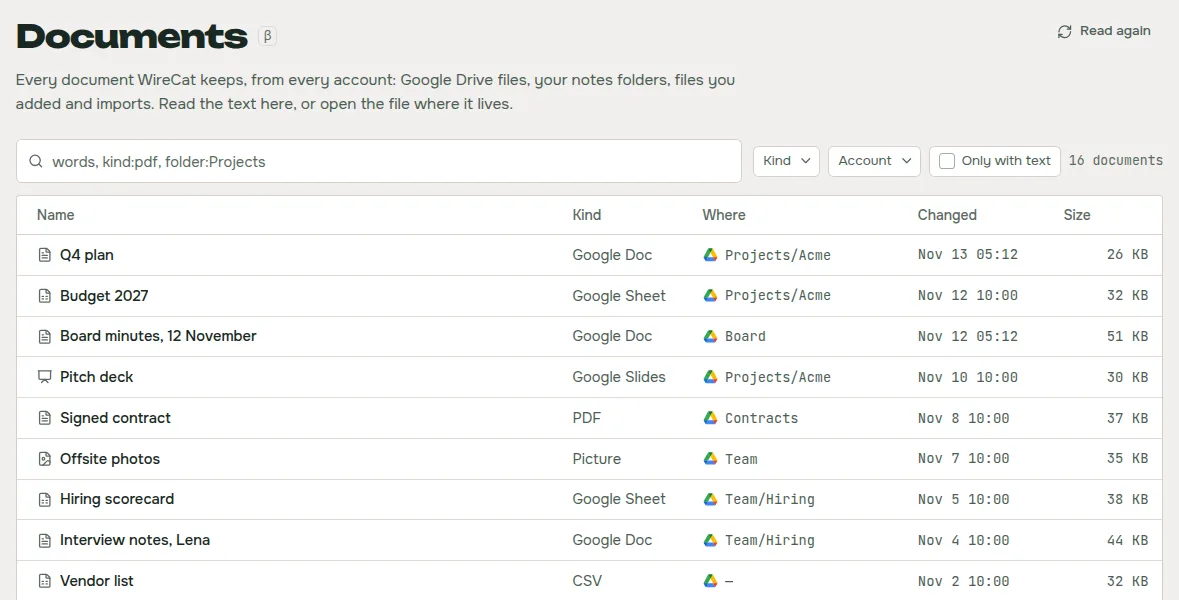 Documents β
Read again
Every document WireCat keeps, from every account: Google Drive files, your notes folders, files you
added and imports. Read the text here, or open the file where it lives.
words, kind:pdf, folder:Projects
Kind
Account
Only with text
16 documents
Name Kind Where Changed Size
Q4 plan Google Doc Projects/Acme Nov 13 05:12 26 KB
Budget 2027 Google Sheet Projects/Acme Nov 12 10:00 32 KB
Board minutes, 12 November Google Doc Board Nov 12 05:12 51 KB
Pitch deck Google Slides Projects/Acme Nov 10 10:00 30 KB
Signed contract PDF Contracts Nov 8 10:00 37 KB
Offsite photos Picture Team Nov 7 10:00 35 KB
Hiring scorecard Google Sheet Team/Hiring Nov 5 10:00 38 KB
Interview notes, Lena Google Doc Team/Hiring Nov 4 10:00 44 KB
Vendor list CSV — Nov 2 10:00 32 KB